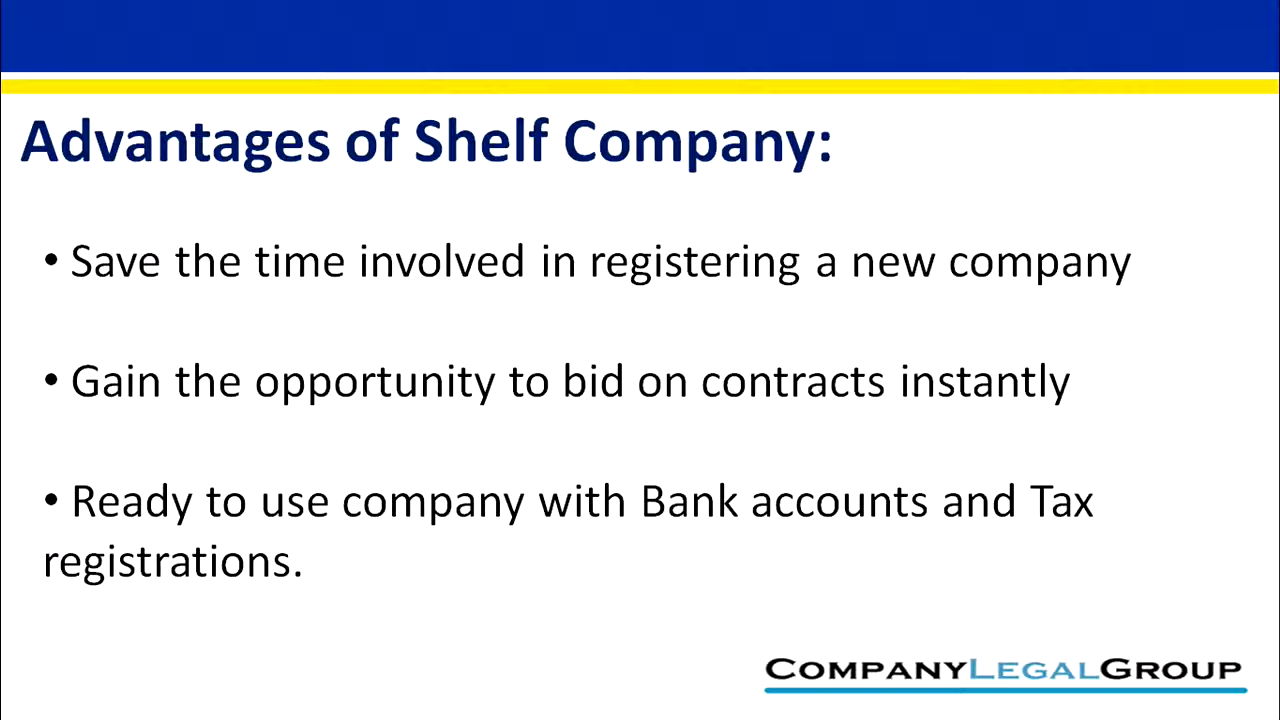 Advantages of Shelf Company:
• Save the time involved in registering a new company
• Gain the opportunity to bid on contracts instantly
• Ready to use company with Bank accounts and Tax
registrations.
COMPANYLEGALGROUP